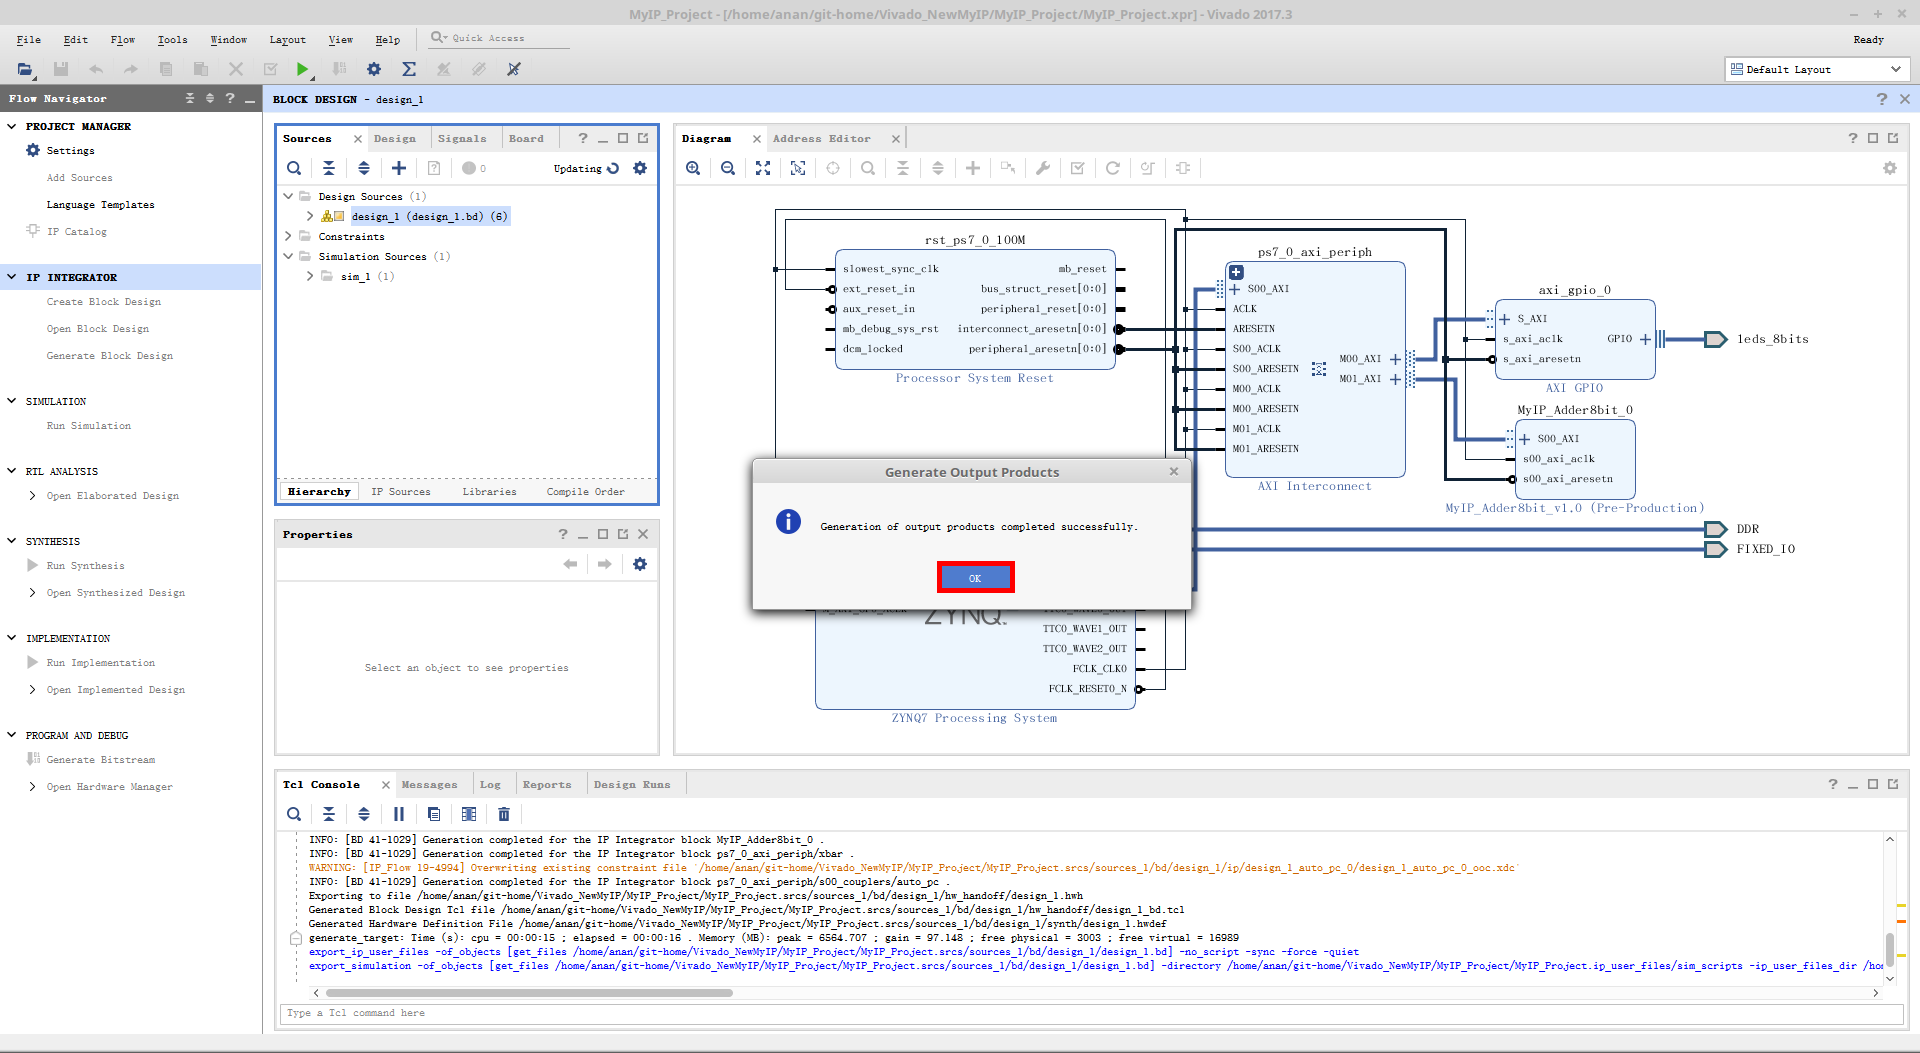 MyIP_Project - [/home/anan/git-home/Vivado_NewMyIP/MyIP_Project/MyIP_Project.xpr] - Vivado 2017.3
File Edit Flow Tools Window Layout View Help Quick Access Ready
Default Layout
Flow Navigator
PROJECT MANAGER
Settings
Add Sources
Language Templates
IP Catalog
IP INTEGRATOR
Create Block Design
Open Block Design
Generate Block Design
SIMULATION
Run Simulation
RTL ANALYSIS
Open Elaborated Design
SYNTHESIS
Run Synthesis
Open Synthesized Design
IMPLEMENTATION
Run Implementation
Open Implemented Design
PROGRAM AND DEBUG
Generate Bitstream
Open Hardware Manager
BLOCK DESIGN - design_1
Sources Design Signals Board
0 Updating
Design Sources (1)
design_1 (design_1.bd) (6)
Constraints
Simulation Sources (1)
sim_1 (1)
Hierarchy IP Sources Libraries Compile Order
Properties
Select an object to see properties
Diagram Address Editor
rst_ps7_0_100M
slowest_sync_clk mb_reset
ext_reset_in bus_struct_reset[0:0]
aux_reset_in peripheral_reset[0:0]
mb_debug_sys_rst interconnect_aresetn[0:0]
dcm_locked peripheral_aresetn[0:0]
Processor System Reset
ps7_0_axi_periph
S00_AXI
ACLK
ARESETN
S00_ACLK
S00_ARESETN
M00_ACLK
M00_ARESETN
M01_ACLK
M01_ARESETN
M00_AXI
M01_AXI
AXI Interconnect
axi_gpio_0
S_AXI
s_axi_aclk GPIO
s_axi_aresetn
AXI GPIO
leds_8bits
MyIP_Adder8bit_0
S00_AXI
s00_axi_aclk
s00_axi_aresetn
MyIP_Adder8bit_v1.0 (Pre-Production)
DDR
FIXED_IO
Generate Output Products
Generation of output products completed successfully.
OK
ZYNQ
TTC0_WAVE1_OUT
TTC0_WAVE2_OUT
FCLK_CLK0
FCLK_RESET0_N
ZYNQ7 Processing System
Tcl Console Messages Log Reports Design Runs
INFO: [BD 41-1029] Generation completed for the IP Integrator block MyIP_Adder8bit_0 .
INFO: [BD 41-1029] Generation completed for the IP Integrator block ps7_0_axi_periph/xbar .
WARNING: [IP_Flow 19-4994] Overwriting existing constraint file '/home/anan/git-home/Vivado_NewMyIP/MyIP_Project/MyIP_Project.srcs/sources_1/bd/design_1/ip/design_1_auto_pc_0/design_1_auto_pc_0_ooc.xdc'
INFO: [BD 41-1029] Generation completed for the IP Integrator block ps7_0_axi_periph/s00_couplers/auto_pc .
Exporting to file /home/anan/git-home/Vivado_NewMyIP/MyIP_Project/MyIP_Project.srcs/sources_1/bd/design_1/hw_handoff/design_1.hwh
Generated Block Design Tcl file /home/anan/git-home/Vivado_NewMyIP/MyIP_Project/MyIP_Project.srcs/sources_1/bd/design_1/hw_handoff/design_1_bd.tcl
Generated Hardware Definition File /home/anan/git-home/Vivado_NewMyIP/MyIP_Project/MyIP_Project.srcs/sources_1/bd/design_1/synth/design_1.hwdef
generate_target: Time (s): cpu = 00:00:15 ; elapsed = 00:00:16 . Memory (MB): peak = 6564.707 ; gain = 97.148 ; free physical = 3003 ; free virtual = 16989
export_ip_user_files -of_objects [get_files /home/anan/git-home/Vivado_NewMyIP/MyIP_Project/MyIP_Project.srcs/sources_1/bd/design_1/design_1.bd] -no_script -sync -force -quiet
export_simulation -of_objects [get_files /home/anan/git-home/Vivado_NewMyIP/MyIP_Project/MyIP_Project.srcs/sources_1/bd/design_1/design_1.bd] -directory /home/anan/git-home/Vivado_NewMyIP/MyIP_Project/MyIP_Project.ip_user_files/sim_scripts -ip_user_files_dir /ho
Type a Tcl command here